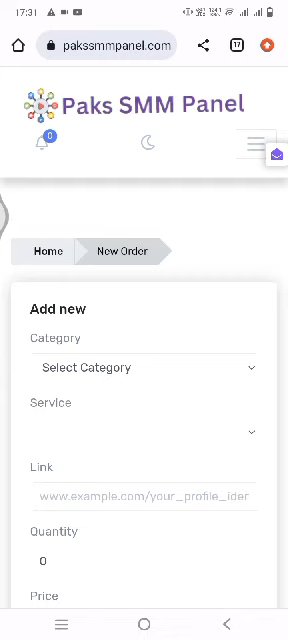 17:31
17
pakssmmpanel.com
Paks SMM Panel
0
Home
New Order
Add new
Category
Select Category
Service
Link
www.example.com/your_profile_ider
Quantity
0
Price